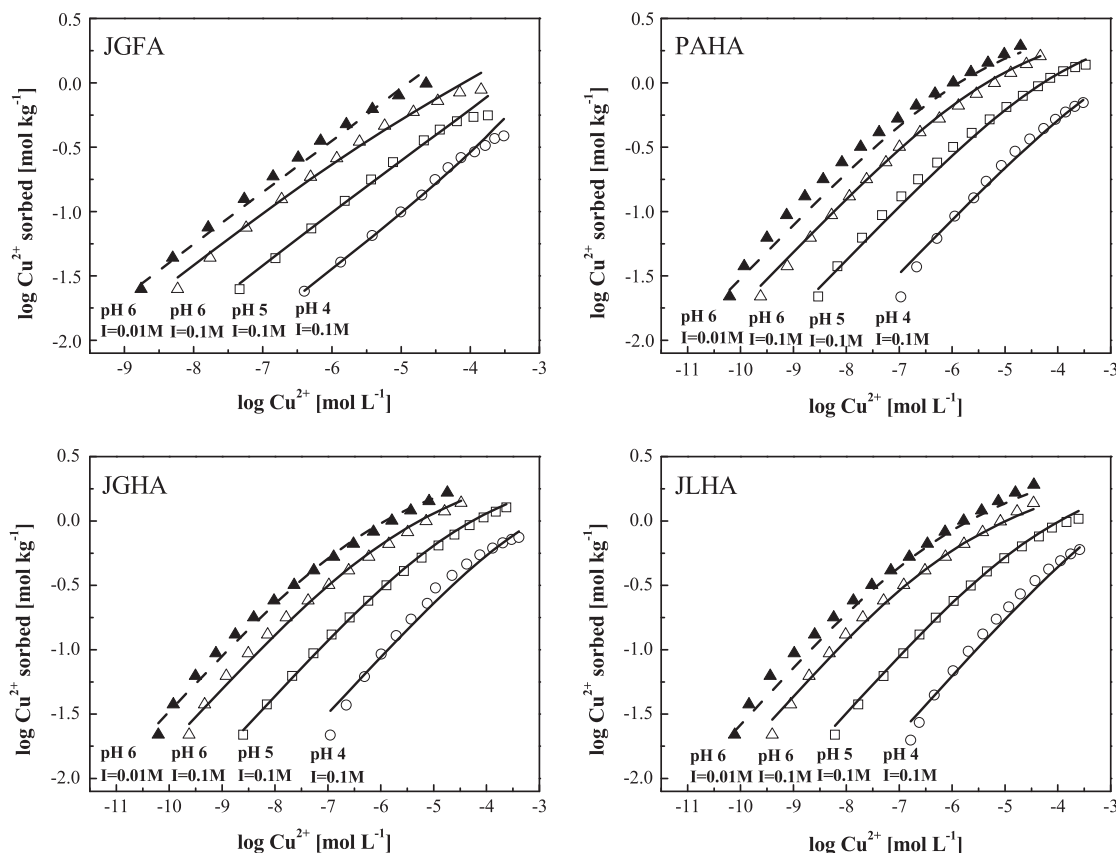 JGFA
0.5
0.0
-0.5
-1.0
-1.5
-2.0
log Cu²⁺ sorbed [mol kg⁻¹]
pH 6
I=0.01M
pH 6
I=0.1M
pH 5
I=0.1M
pH 4
I=0.1M
-9 -8 -7 -6 -5 -4 -3
log Cu²⁺ [mol L⁻¹]
PAHA
0.5
0.0
-0.5
-1.0
-1.5
-2.0
log Cu²⁺ sorbed [mol kg⁻¹]
pH 6
I=0.01M
pH 6
I=0.1M
pH 5
I=0.1M
pH 4
I=0.1M
-11 -10 -9 -8 -7 -6 -5 -4 -3
log Cu²⁺ [mol L⁻¹]
JGHA
0.5
0.0
-0.5
-1.0
-1.5
-2.0
log Cu²⁺ sorbed [mol kg⁻¹]
pH 6
I=0.01M
pH 6
I=0.1M
pH 5
I=0.1M
pH 4
I=0.1M
-11 -10 -9 -8 -7 -6 -5 -4 -3
log Cu²⁺ [mol L⁻¹]
JLHA
0.5
0.0
-0.5
-1.0
-1.5
-2.0
log Cu²⁺ sorbed [mol kg⁻¹]
pH 6
I=0.01M
pH 6
I=0.1M
pH 5
I=0.1M
pH 4
I=0.1M
-11 -10 -9 -8 -7 -6 -5 -4 -3
log Cu²⁺ [mol L⁻¹]